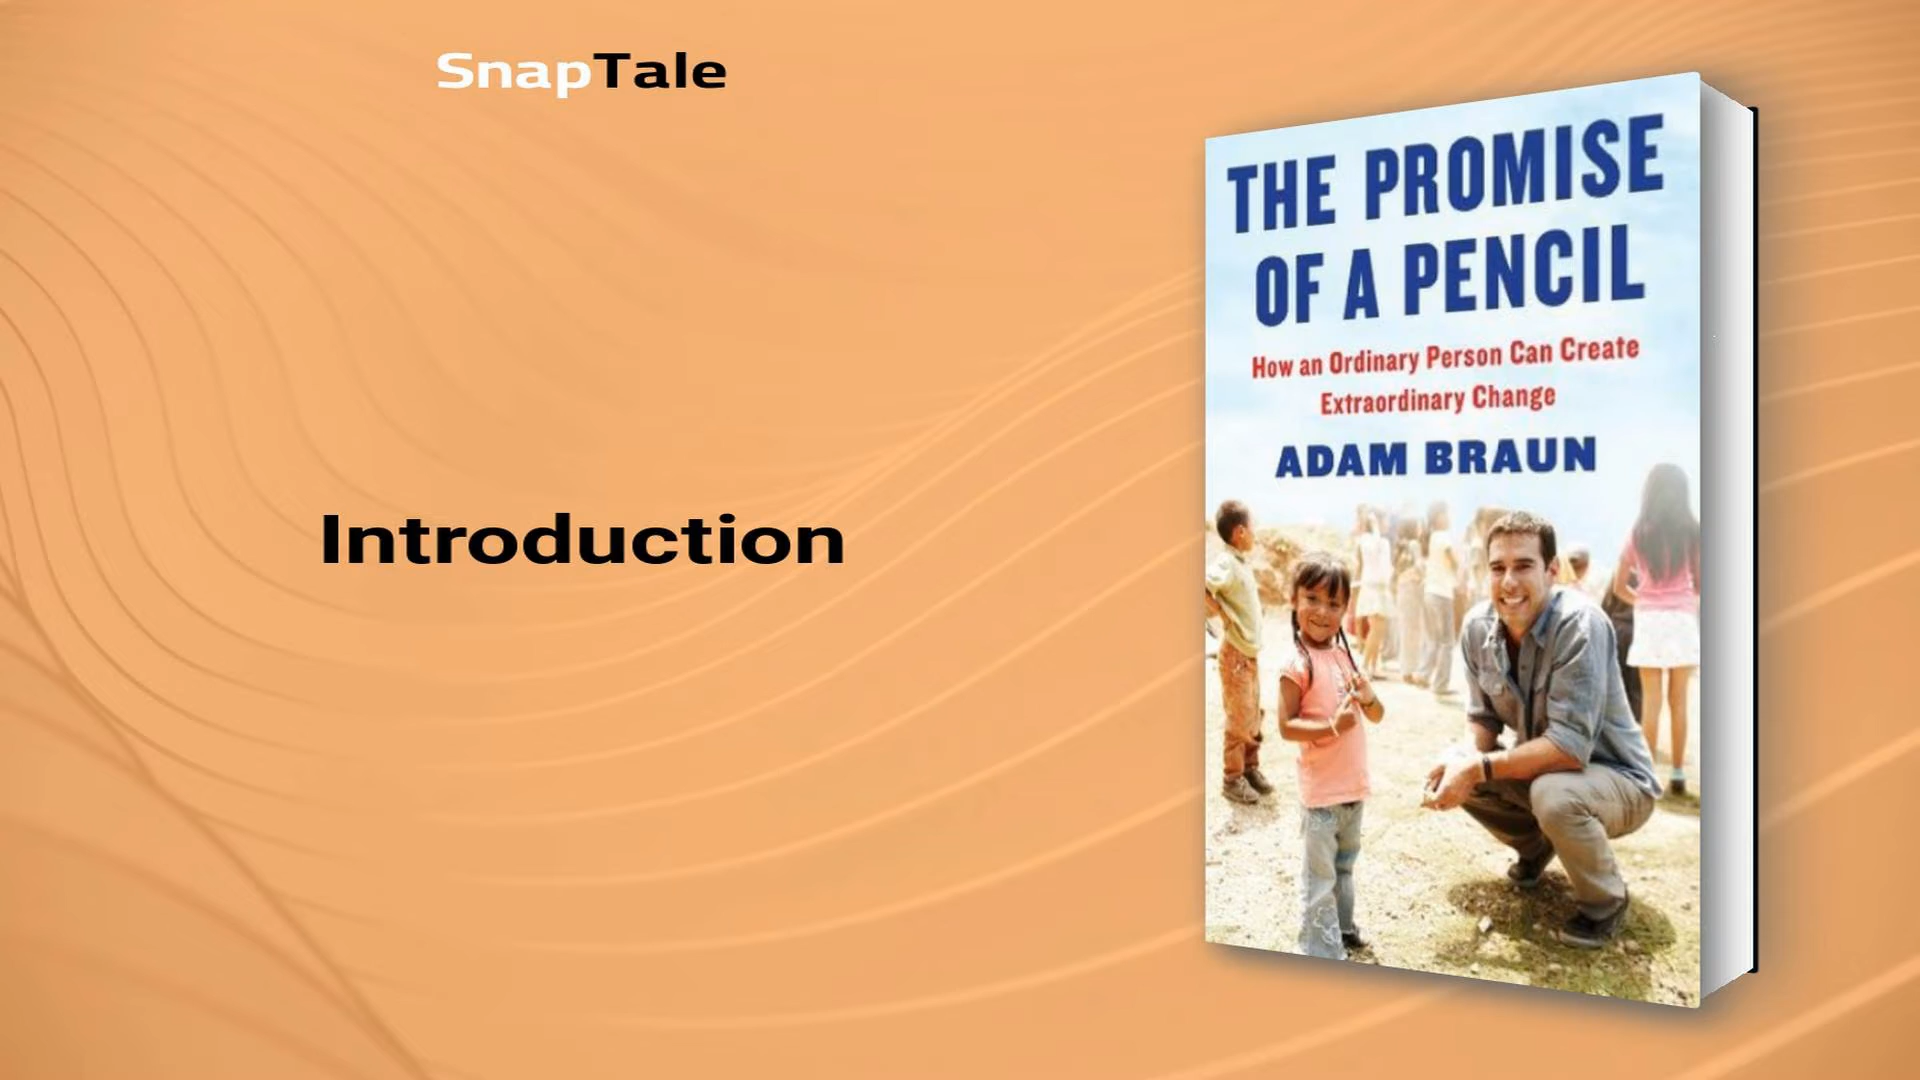 SnapTale
Introduction
THE PROMISE
OF A PENCIL
How an Ordinary Person Can Create
Extraordinary Change
ADAM BRAUN